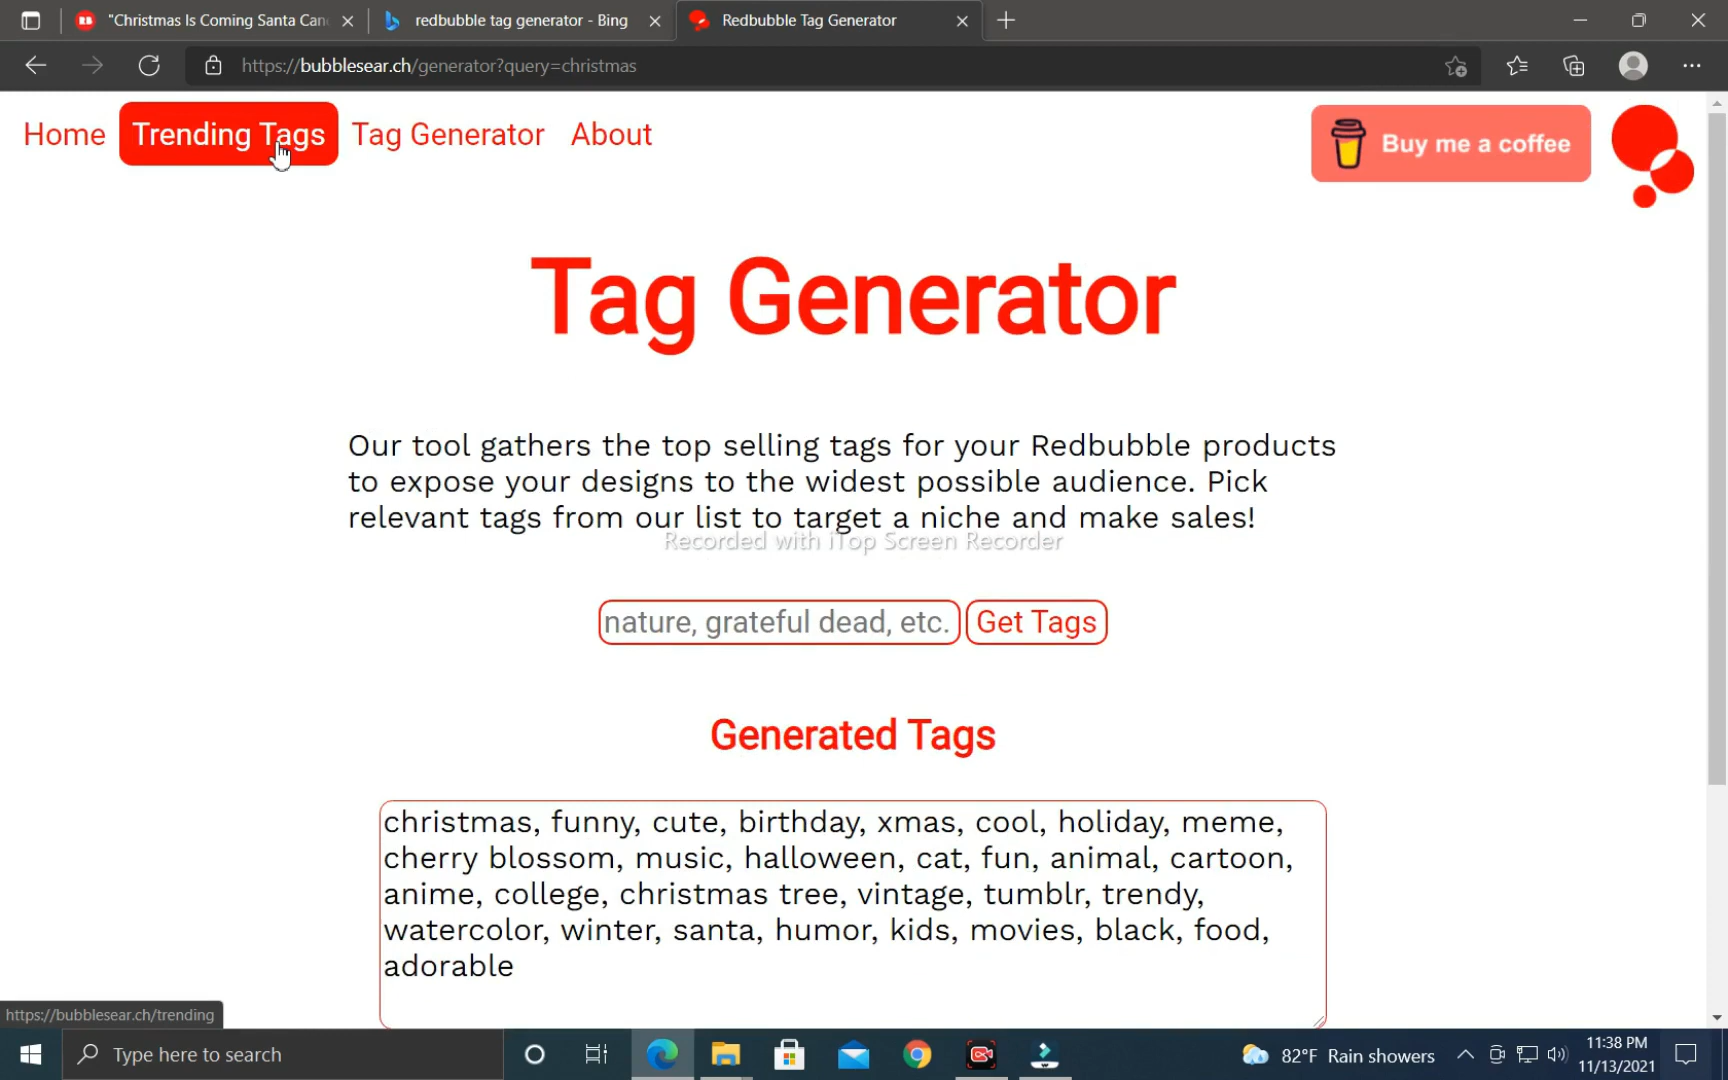 "Christmas Is Coming Santa Can
redbubble tag generator - Bing
Redbubble Tag Generator
https://bubblesear.ch/generator?query=christmas
Home
Trending Tags
Tag Generator
About
Buy me a coffee
Tag Generator
Our tool gathers the top selling tags for your Redbubble products
to expose your designs to the widest possible audience. Pick
relevant tags from our list to target a niche and make sales!
Recorded with iTop Screen Recorder
nature, grateful dead, etc.
Get Tags
Generated Tags
christmas, funny, cute, birthday, xmas, cool, holiday, meme,
cherry blossom, music, halloween, cat, fun, animal, cartoon,
anime, college, christmas tree, vintage, tumblr, trendy,
watercolor, winter, santa, humor, kids, movies, black, food,
adorable
https://bubblesear.ch/trending
Type here to search
82°F Rain showers
11:38 PM
11/13/2021